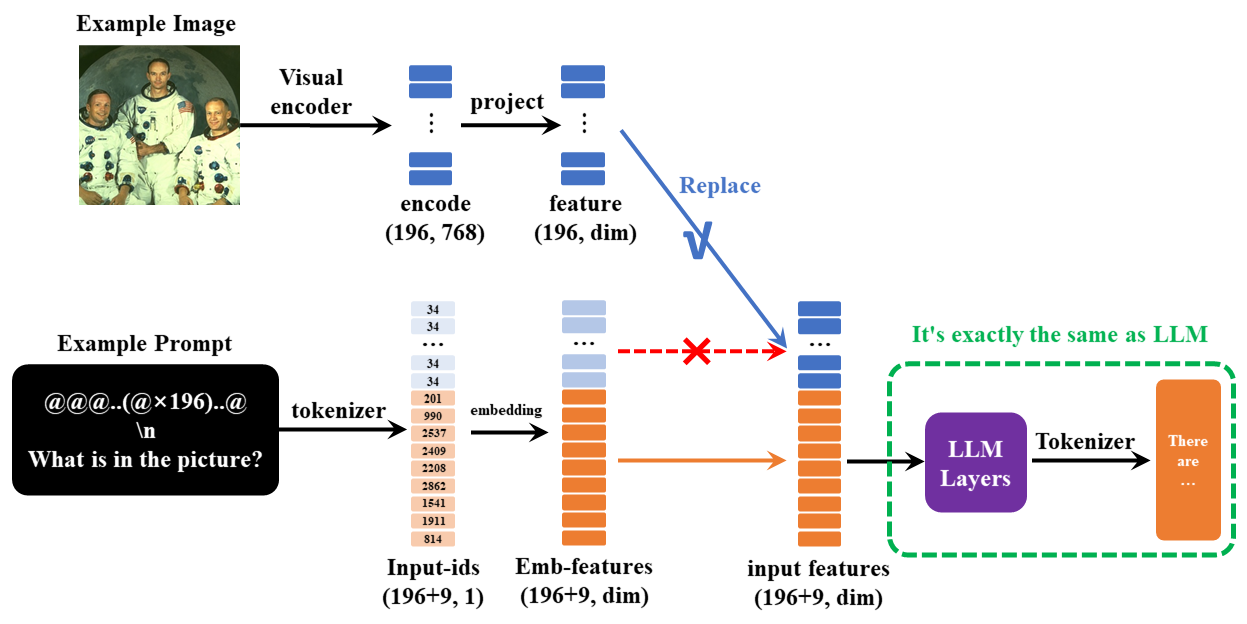 Example Image
Visual
encoder
project
encode
(196, 768)
feature
(196, dim)
Replace
√
Example Prompt
@@@..(@×196)..@
\n
What is in the picture?
tokenizer
34
34
...
34
34
201
990
2537
2409
2208
2862
1541
1911
814
Input-ids
(196+9, 1)
embedding
...
Emb-features
(196+9, dim)
...
input features
(196+9, dim)
It's exactly the same as LLM
LLM
Layers
Tokenizer
There
are
...